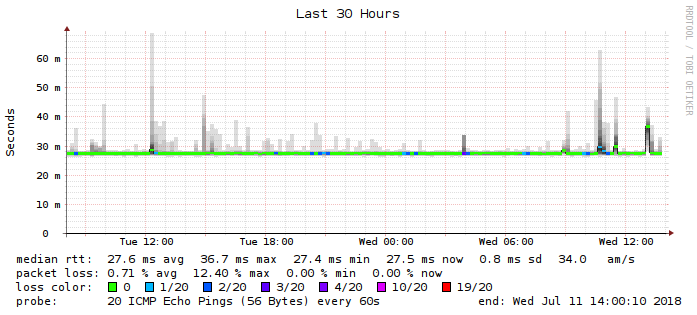 Last 30 Hours
RRDTOOL / TOBI OETIKER
Seconds
60 m
50 m
40 m
30 m
20 m
10 m
0
Tue 12:00 Tue 18:00 Wed 00:00 Wed 06:00 Wed 12:00
median rtt: 27.6 ms avg 36.7 ms max 27.4 ms min 27.5 ms now 0.8 ms sd 34.0 am/s
packet loss: 0.71 % avg 12.40 % max 0.00 % min 0.00 % now
loss color: 0 1/20 2/20 3/20 4/20 10/20 19/20
probe: 20 ICMP Echo Pings (56 Bytes) every 60s end: Wed Jul 11 14:00:10 2018